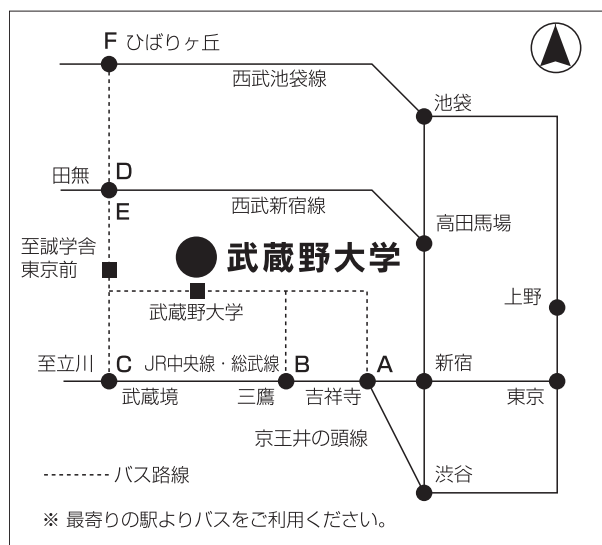 F ひばりヶ丘
西武池袋線
池袋
D
田無
E
西武新宿線
高田馬場
至誠学舎
東京前
武蔵野大学
武蔵野大学
上野
至立川
C
JR中央線・総武線
B
A
新宿
武蔵境
三鷹
吉祥寺
東京
京王井の頭線
バス路線
渋谷
※ 最寄りの駅よりバスをご利用ください。